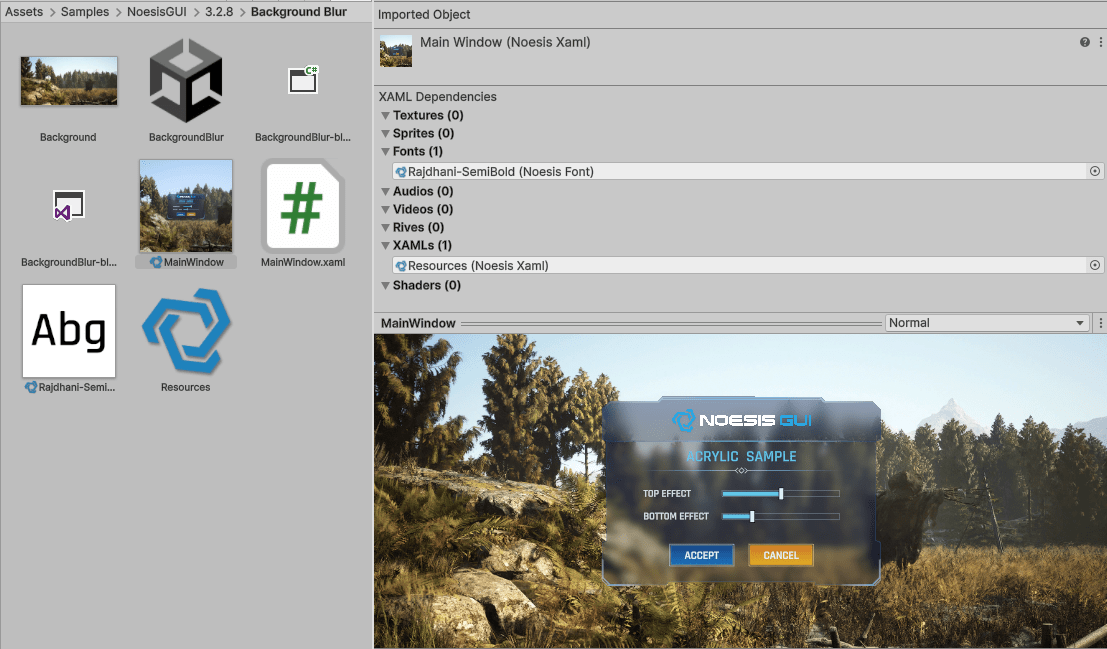 Assets > Samples > NoesisGUI > 3.2.8 > Background Blur
Background
BackgroundBlur
C#
BackgroundBlur-bl...
BackgroundBlur-bl...
MainWindow
#
MainWindow.xaml
Abg
Rajdhani-Semi...
Resources
Imported Object
Main Window (Noesis Xaml)
XAML Dependencies
Textures (0)
Sprites (0)
Fonts (1)
Rajdhani-SemiBold (Noesis Font)
Audios (0)
Videos (0)
Rives (0)
XAMLs (1)
Resources (Noesis Xaml)
Shaders (0)
MainWindow
Normal
NOESIS GUI
ACRYLIC SAMPLE
TOP EFFECT
BOTTOM EFFECT
ACCEPT CANCEL